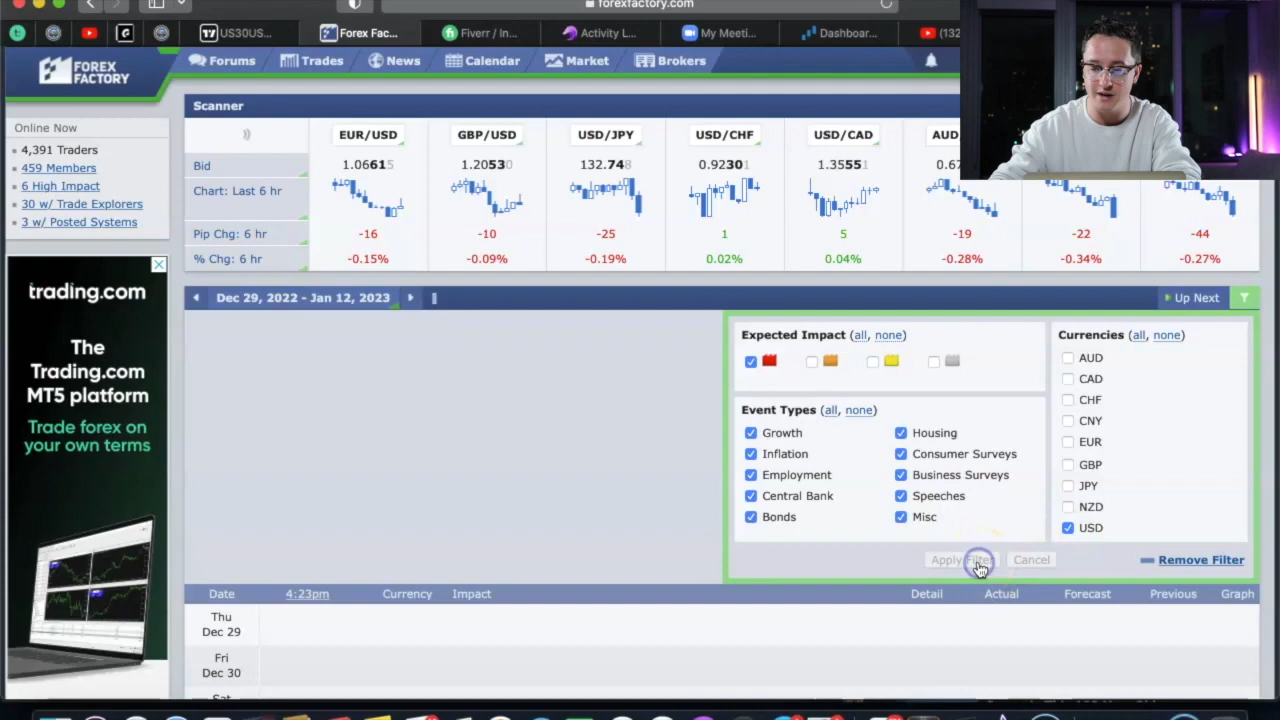 forexfactory.com
US30US...
Forex Fac...
Fiverr / In...
Activity L...
My Meeti...
Dashboar...
(132
FOREX
FACTORY
Forums
Trades
News
Calendar
Market
Brokers
Online Now
4,391 Traders
459 Members
6 High Impact
30 w/ Trade Explorers
3 w/ Posted Systems
Scanner
EUR/USD GBP/USD USD/JPY USD/CHF USD/CAD AUD
Bid 1.06615 1.20530 132.748 0.92301 1.35551 0.67
Chart: Last 6 hr
Pip Chg: 6 hr -16 -10 -25 1 5 -19 -22 -44
% Chg: 6 hr -0.15% -0.09% -0.19% 0.02% 0.04% -0.28% -0.34% -0.27%
trading.com
The
Trading.com
MT5 platform
Trade forex on
your own terms
Dec 29, 2022 - Jan 12, 2023
Up Next
Expected Impact (all, none)
Event Types (all, none)
Growth Housing
Inflation Consumer Surveys
Employment Business Surveys
Central Bank Speeches
Bonds Misc
Currencies (all, none)
AUD
CAD
CHF
CNY
EUR
GBP
JPY
NZD
USD
Apply Filter Cancel Remove Filter
Date 4:23pm Currency Impact Detail Actual Forecast Previous Graph
Thu
Dec 29
Fri
Dec 30
Sat